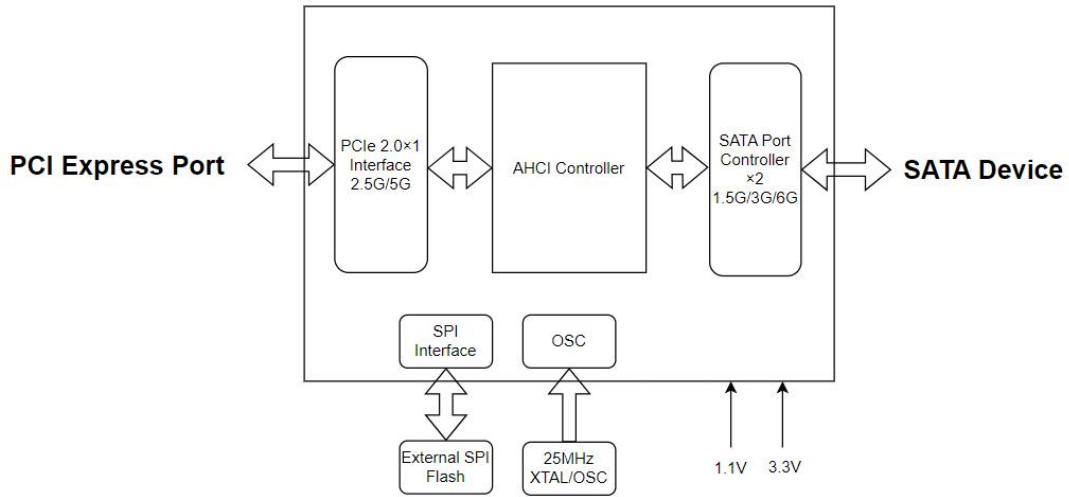 PCI Express Port
PCIe 2.0×1
Interface
2.5G/5G
AHCI Controller
SATA Port
Controller
×2
1.5G/3G/6G
SATA Device
SPI
Interface
OSC
External SPI
Flash
25MHz
XTAL/OSC
1.1V
3.3V